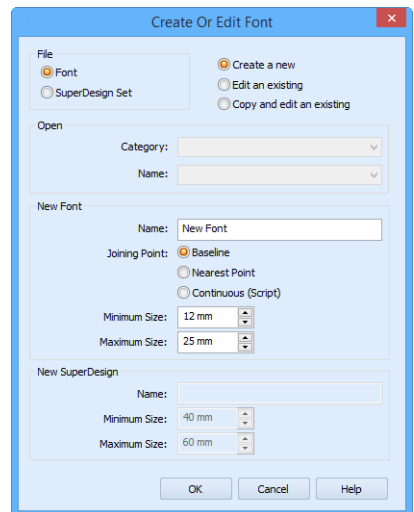 Create Or Edit Font
File
Font
SuperDesign Set
Create a new
Edit an existing
Copy and edit an existing
Open
Category:
Name:
New Font
Name: New Font
Joining Point: Baseline
Nearest Point
Continuous (Script)
Minimum Size: 12 mm
Maximum Size: 25 mm
New SuperDesign
Name:
Minimum Size: 40 mm
Maximum Size: 60 mm
OK Cancel Help